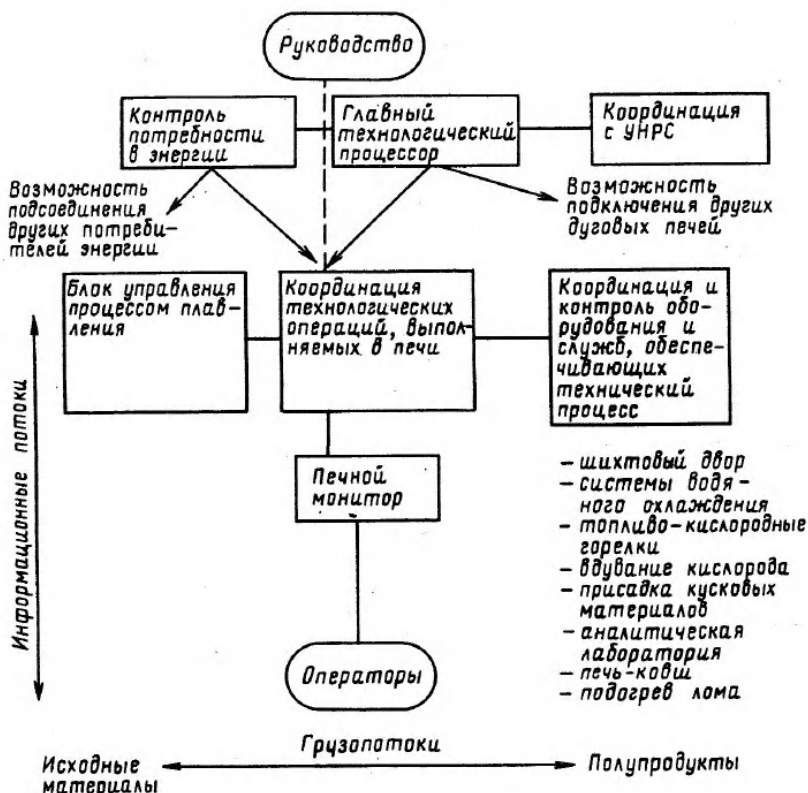 Руководство
Контроль
потребности
в энергии
Главный
технологический
процессор
Координация
с УНРС
Возможность
подсоединения
других потреби-
телей энергии
Возможность
подключения других
дуговых печей
Блок управления
процессом плав-
ления
Координация
технологических
операций, выпол-
няемых в печи
Координация и
контроль обо-
рудования и
служб, обеспе-
чивающих
технический
процесс
Информационные потоки
Печной
монитор
– шихтовый двор
– системы водя-
ного охлаждения
– топливо-кислородные
горелки
– вдувание кислорода
– присадка кусковых
материалов
– аналитическая
лаборатория
– печь-ковш
– подогрев лома
Операторы
Грузопотоки
Исходные
материалы
Полупродукты